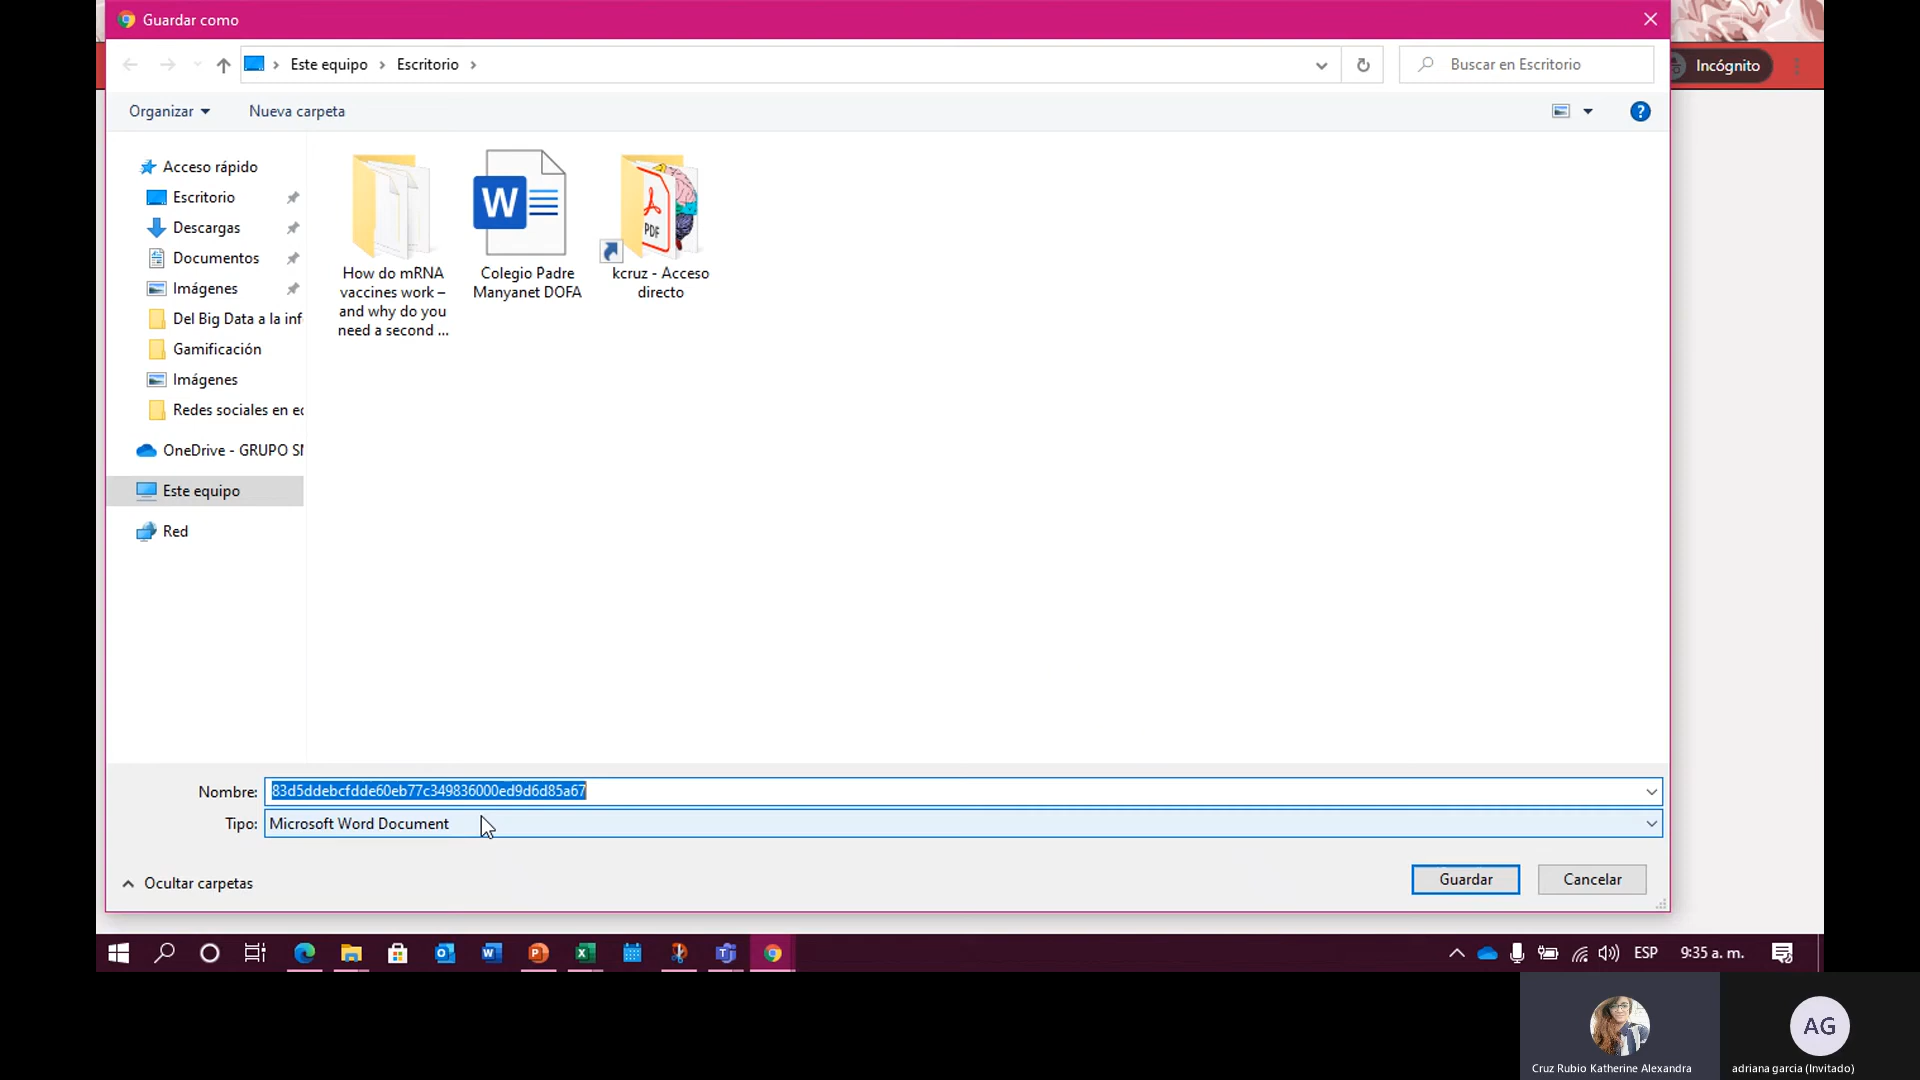 Guardar como
Este equipo
Escritorio
Buscar en Escritorio
Incógnito
Organizar
Nueva carpeta
?
Acceso rápido
Escritorio
Descargas
Documentos
Imágenes
Del Big Data a la inf
Gamificación
Imágenes
Redes sociales en ec
OneDrive - GRUPO SM
Este equipo
Red
W
How do mRNA
vaccines work –
and why do you
need a second ...
Colegio Padre
Manyanet DOFA
PDF
kcruz - Acceso
directo
Nombre: 83d5ddebcfdde60eb77c349836000ed9d6d85a67
Tipo: Microsoft Word Document
Ocultar carpetas
Guardar
Cancelar
ESP
9:35 a. m.
AG
Cruz Rubio Katherine Alexandra
adriana garcia (Invitado)